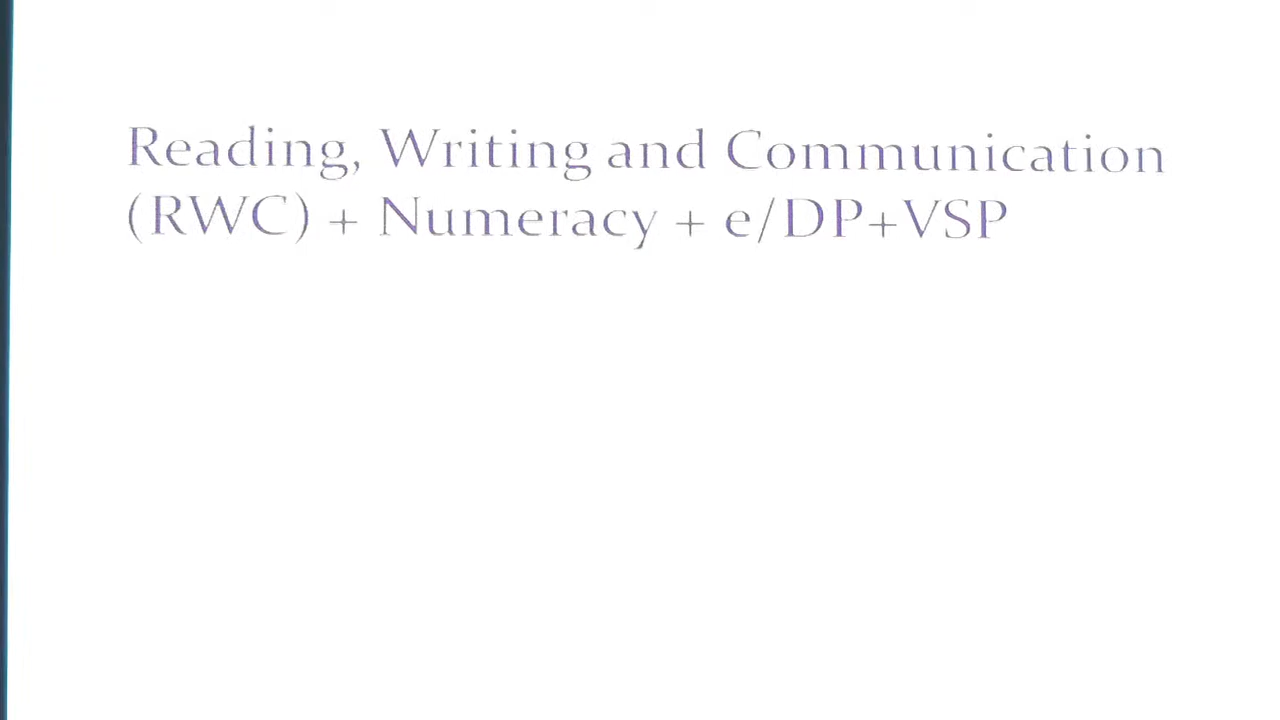 Reading, Writing and Communication
(RWC) + Numeracy + e/DP+VSP